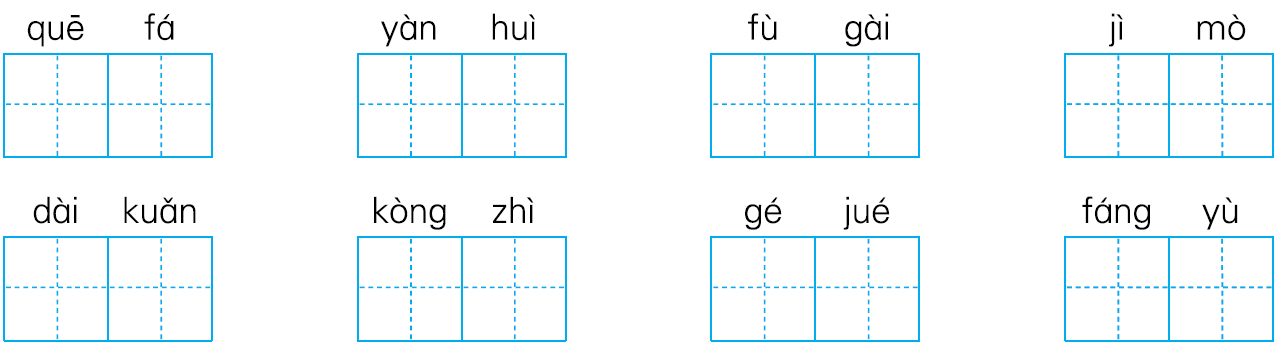 quē fá yàn huì fù gài jì mò
dài kuǎn kòng zhì gé jué fáng yù